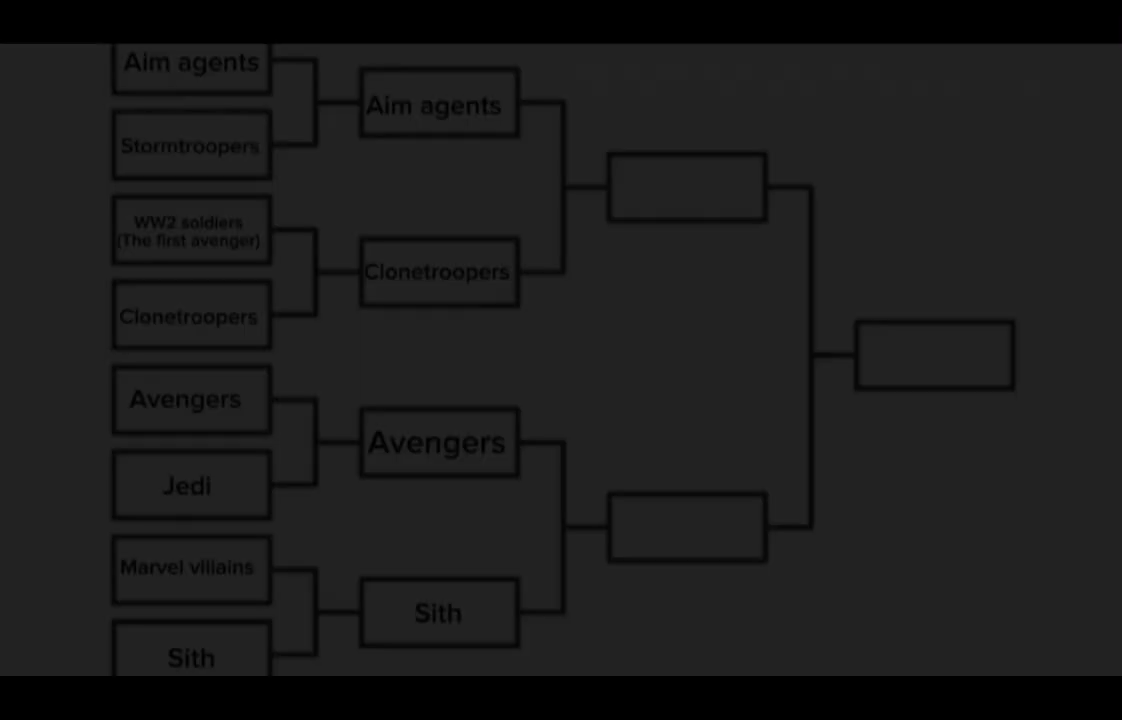 Aim agents
Stormtroopers
WW2 soldiers
(The first avenger)
Clonetroopers
Avengers
Jedi
Marvel villains
Sith
Aim agents
Clonetroopers
Avengers
Sith